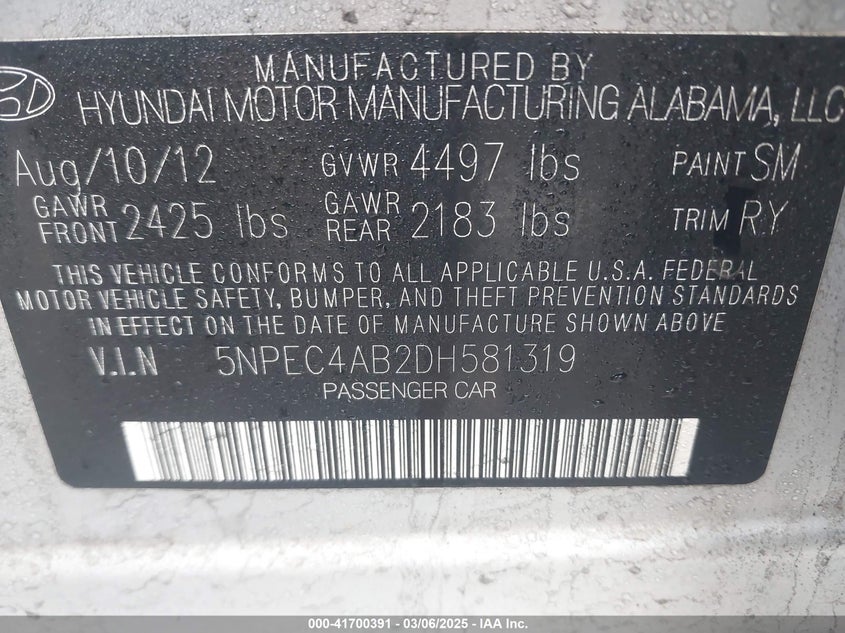 MANUFACTURED BY
HYUNDAI MOTOR MANUFACTURING ALABAMA, LLC
Aug/10/12 GVWR 4497 lbs PAINT SM
GAWR FRONT 2425 lbs GAWR REAR 2183 lbs TRIM RY
THIS VEHICLE CONFORMS TO ALL APPLICABLE U.S.A. FEDERAL
MOTOR VEHICLE SAFETY, BUMPER, AND THEFT PREVENTION STANDARDS
IN EFFECT ON THE DATE OF MANUFACTURE SHOWN ABOVE.
V.I.N 5NPEC4AB2DH581319
PASSENGER CAR
000-41700391 - 03/06/2025 - IAA Inc.